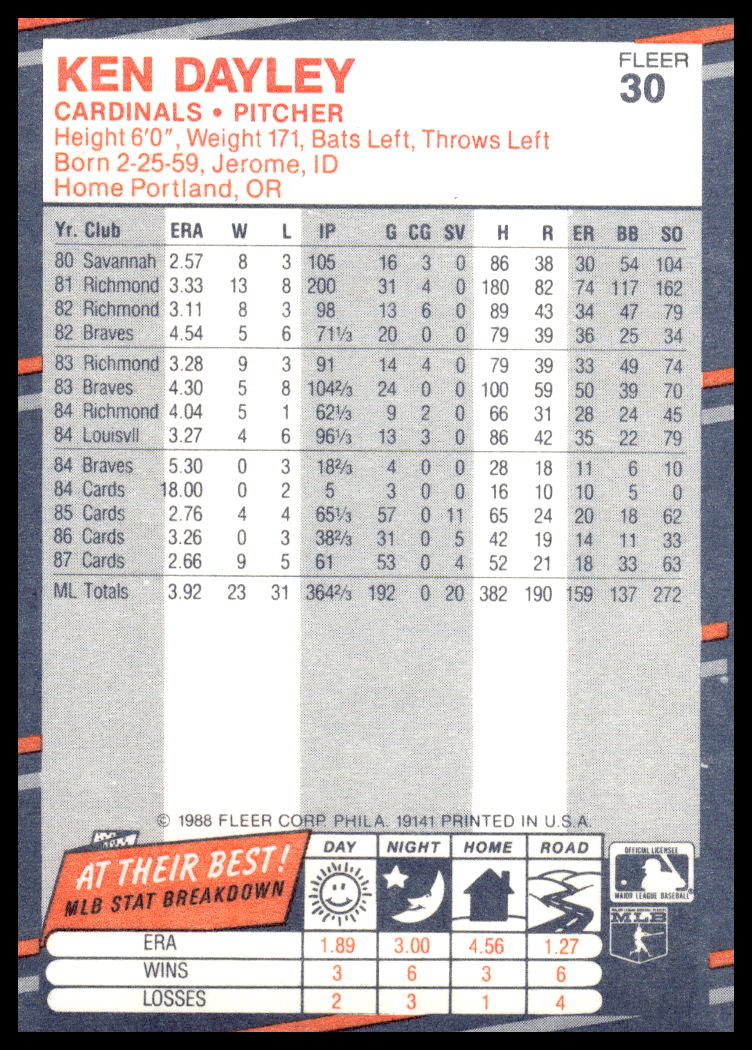 KEN DAYLEY
FLEER
30
CARDINALS • PITCHER
Height 6'0", Weight 171, Bats Left, Throws Left
Born 2-25-59, Jerome, ID
Home Portland, OR
Yr. Club ERA W L IP G CG SV H R ER BB SO
80 Savannah 2.57 8 3 105 16 3 0 86 38 30 54 104
81 Richmond 3.33 13 8 200 31 4 0 180 82 74 117 162
82 Richmond 3.11 8 3 98 13 6 0 89 43 34 47 79
82 Braves 4.54 5 6 71⅓ 20 0 0 79 39 36 25 34
83 Richmond 3.28 9 3 91 14 4 0 79 39 33 49 74
83 Braves 4.30 5 8 104⅔ 24 0 0 100 59 50 39 70
84 Richmond 4.04 5 1 62⅓ 9 2 0 66 31 28 24 45
84 Louisvll 3.27 4 6 96⅓ 13 3 0 86 42 35 22 79
84 Braves 5.30 0 3 18⅔ 4 0 0 28 18 11 6 10
84 Cards 18.00 0 2 5 3 0 0 16 10 10 5 0
85 Cards 2.76 4 4 65⅓ 57 0 11 65 24 20 18 62
86 Cards 3.26 0 3 38⅔ 31 0 5 42 19 14 11 33
87 Cards 2.66 9 5 61 53 0 4 52 21 18 33 63
ML Totals 3.92 23 31 364⅔ 192 0 20 382 190 159 137 272
© 1988 FLEER CORP. PHILA. 19141 PRINTED IN U.S.A.
AT THEIR BEST!
MLB STAT BREAKDOWN
DAY NIGHT HOME ROAD
ERA 1.89 3.00 4.56 1.27
WINS 3 6 3 6
LOSSES 2 3 1 4
OFFICIAL LICENSEE
MAJOR LEAGUE BASEBALL®
MLB